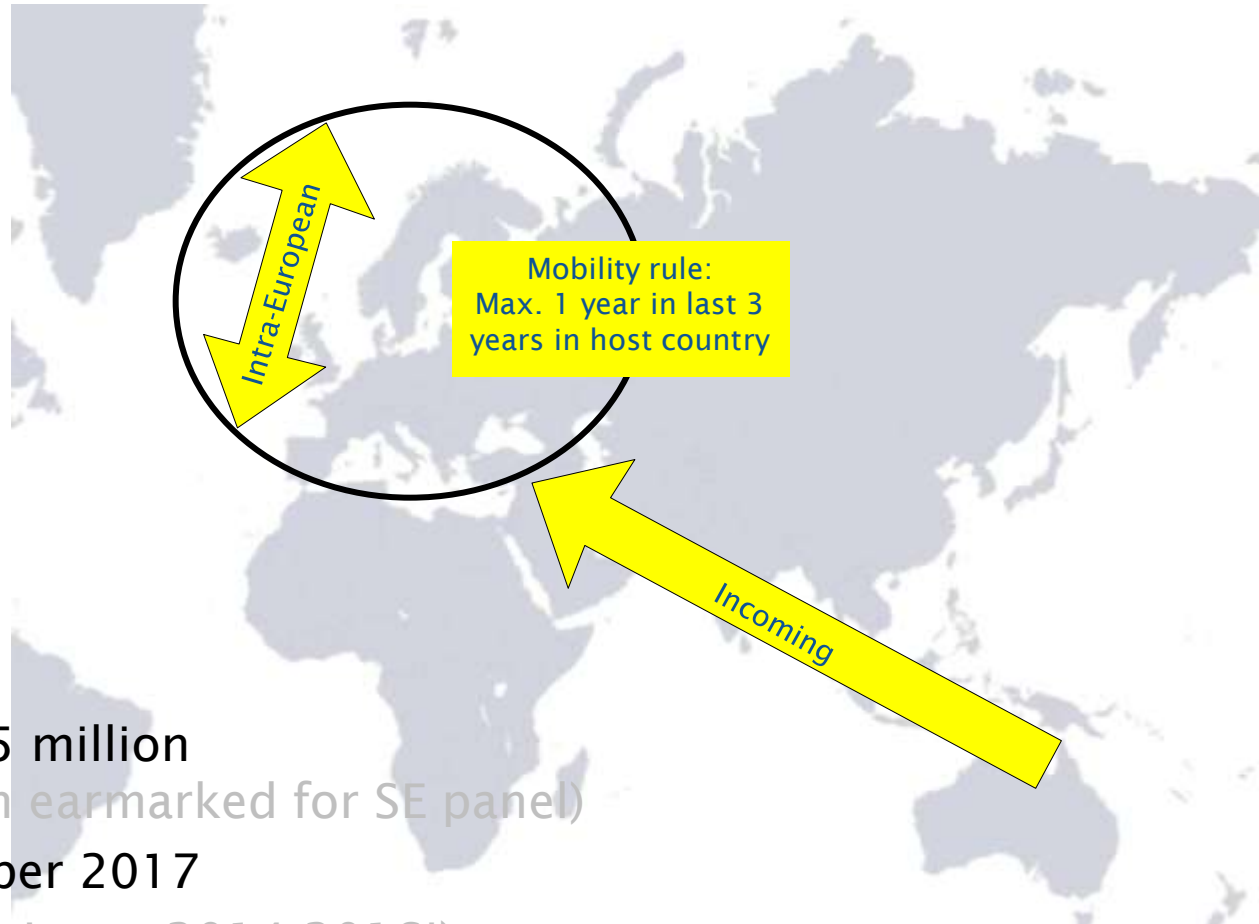 Intra-European
Mobility rule:
Max. 1 year in last 3
years in host country
Incoming
million
earmarked for SE panel)
2017